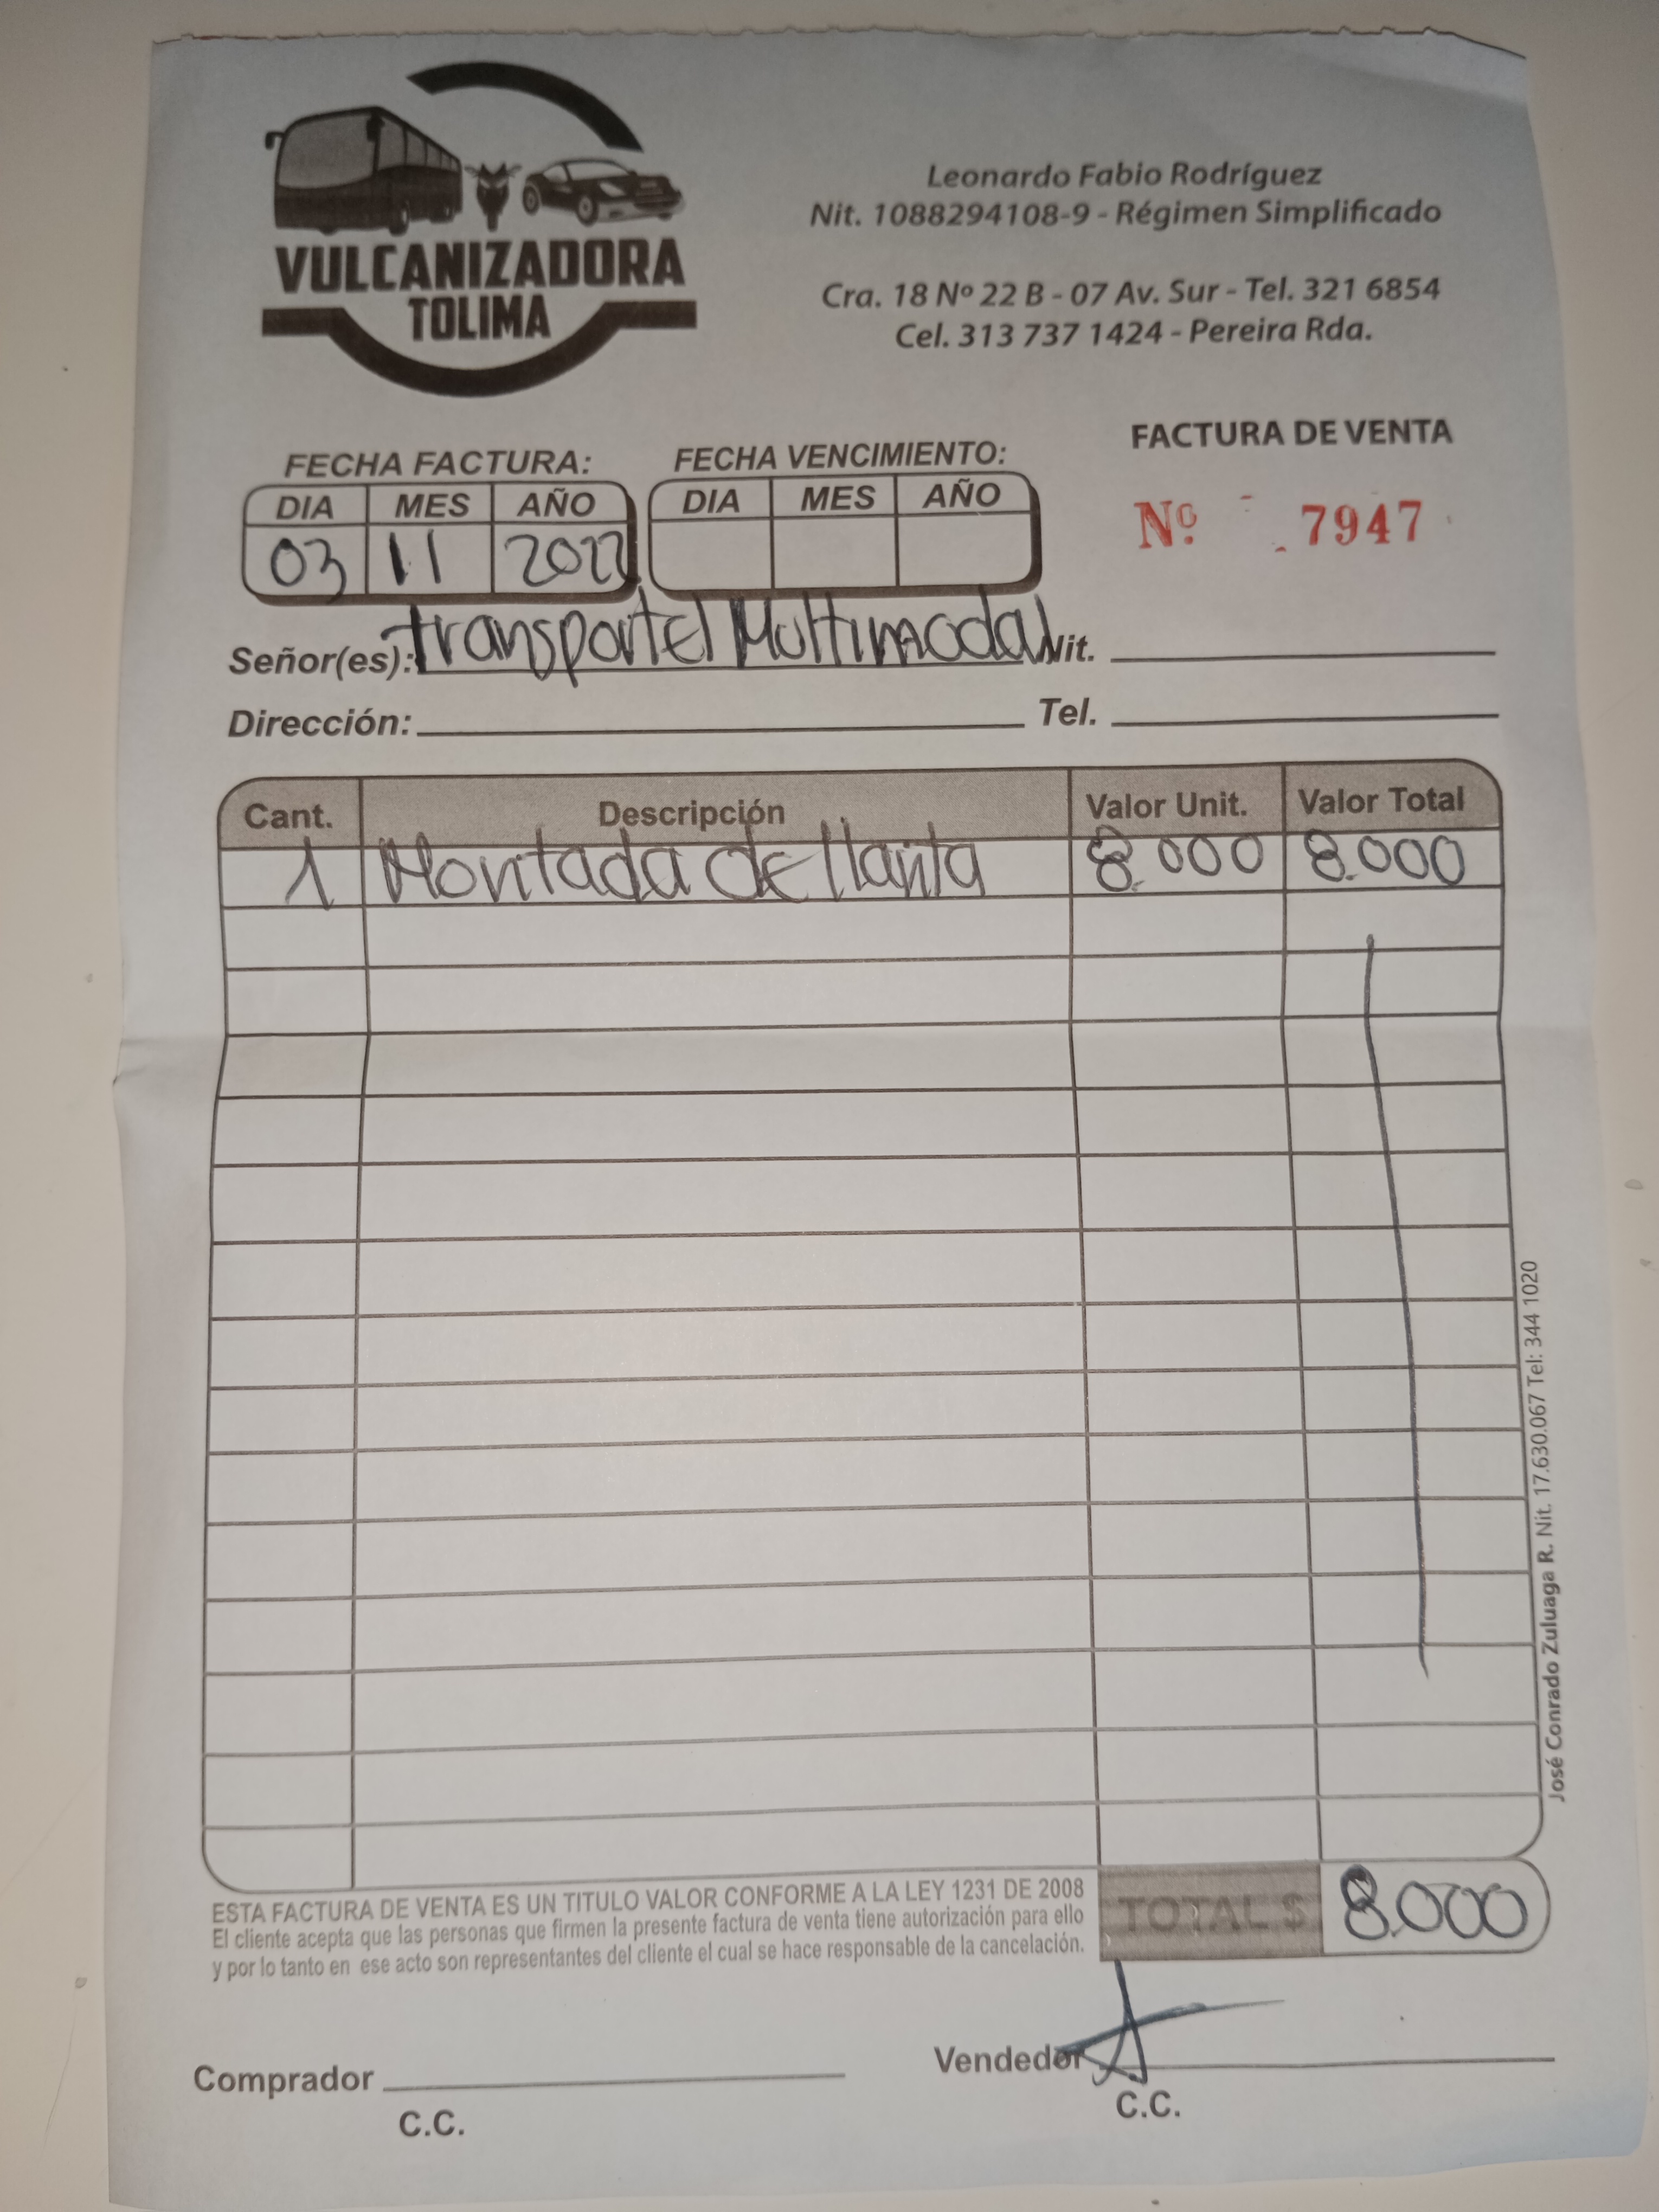 VULCANIZADORA
TOLIMA
Leonardo Fabio Rodríguez
Nit. 1088294108-9 - Régimen Simplificado
Cra. 18 Nº 22 B - 07 Av. Sur - Tel. 321 6854
Cel. 313 737 1424 - Pereira Rda.
FACTURA DE VENTA
Nº 7947
FECHA FACTURA: FECHA VENCIMIENTO:
DIA MES AÑO DIA MES AÑO
03 11 2022
Señor(es): Transportel Multimodal Nit.
Dirección: Tel.
Cant. Descripción Valor Unit. Valor Total
1 Montada de llanta 8.000 8.000
ESTA FACTURA DE VENTA ES UN TITULO VALOR CONFORME A LA LEY 1231 DE 2008
El cliente acepta que las personas que firmen la presente factura de venta tiene autorización para ello
y por lo tanto en ese acto son representantes del cliente el cual se hace responsable de la cancelación.
TOTAL $ 8.000
Comprador Vendedor
C.C. C.C.
José Conrado Zuluaga R. Nit. 17.630.067 Tel: 344 1020